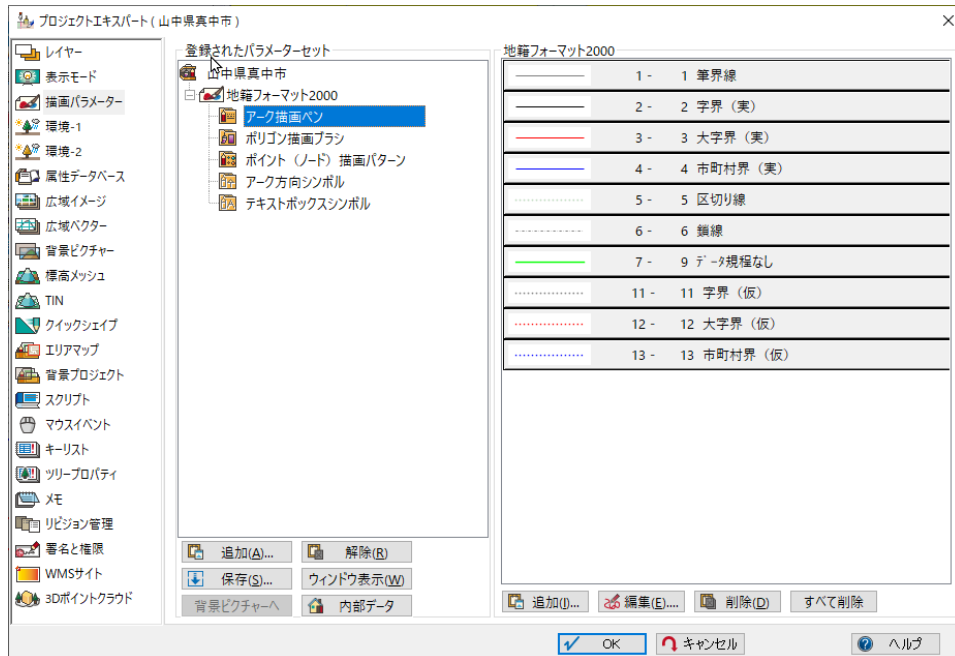 プロジェクトエキスパート ( 山中県真中市 )
レイヤー
表示モード
描画パラメーター
環境-1
環境-2
属性データベース
広域イメージ
広域ベクター
背景ピクチャー
標高メッシュ
TIN
クイックシェイプ
エリアマップ
背景プロジェクト
スクリプト
マウスイベント
キーリスト
ツリープロパティ
メモ
リビジョン管理
署名と権限
WMSサイト
3Dポイントクラウド
登録されたパラメーターセット
山中県真中市
地籍フォーマット2000
アーク描画ペン
ポリゴン描画ブラシ
ポイント（ノード）描画パターン
アーク方向シンボル
テキストボックスシンボル
追加(A)... 解除(R)
保存(S)... ウィンドウ表示(W)
背景ピクチャーへ 内部データ
地籍フォーマット2000
1 - 1 筆界線
2 - 2 字界（実）
3 - 3 大字界（実）
4 - 4 市町村界（実）
5 - 5 区切り線
6 - 6 鎖線
7 - 9 ﾃﾞｰﾀ規程なし
11 - 11 字界（仮）
12 - 12 大字界（仮）
13 - 13 市町村界（仮）
追加(I)... 編集(E).... 削除(D) すべて削除
OK キャンセル ヘルプ